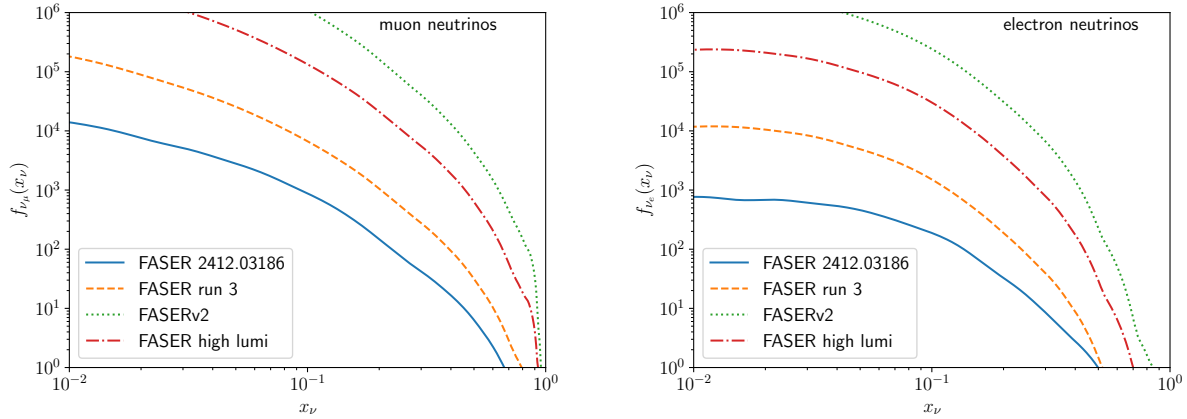 muon neutrinos
10^6
10^5
10^4
10^3
10^2
10^1
10^0
f_{ν_μ}(x_ν)
FASER 2412.03186
FASER run 3
FASERv2
FASER high lumi
10^{-2}
10^{-1}
10^0
x_ν
electron neutrinos
10^6
10^5
10^4
10^3
10^2
10^1
10^0
f_{ν_e}(x_ν)
FASER 2412.03186
FASER run 3
FASERv2
FASER high lumi
10^{-2}
10^{-1}
10^0
x_ν